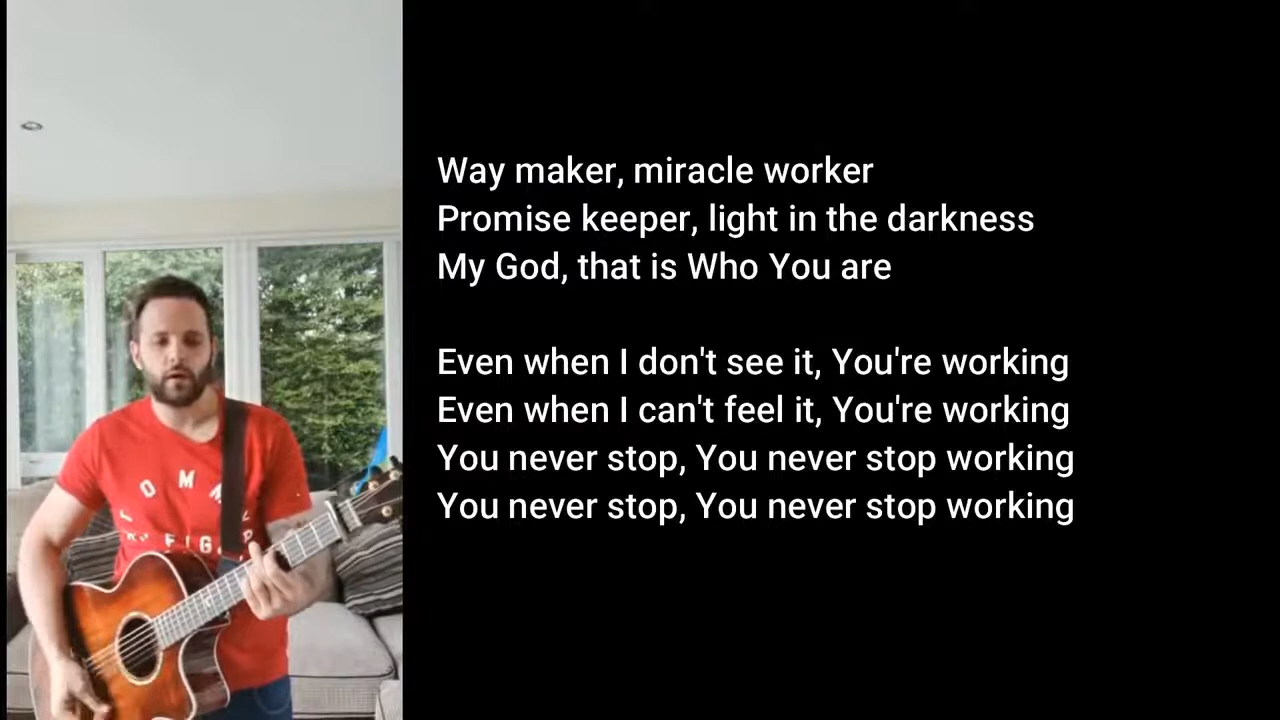 Way maker, miracle worker
Promise keeper, light in the darkness
My God, that is Who You are
Even when I don't see it, You're working
Even when I can't feel it, You're working
You never stop, You never stop working
You never stop, You never stop working